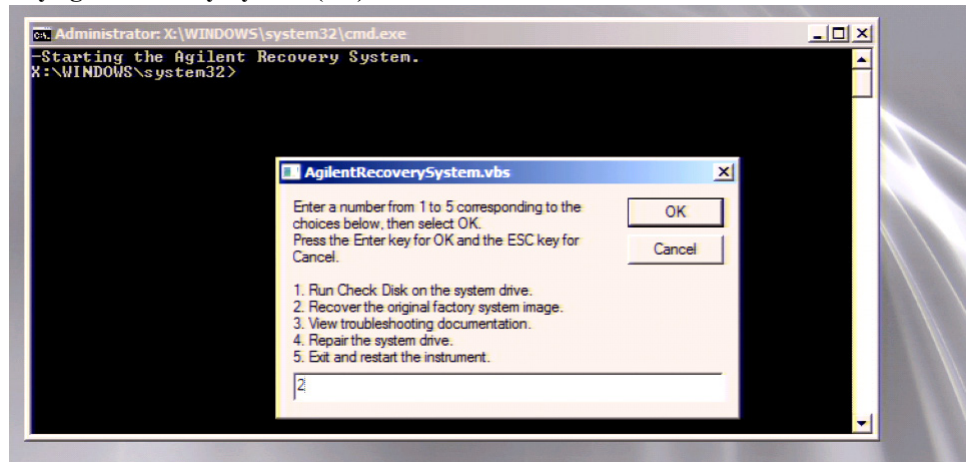 Administrator: X:\WINDOWS\system32\cmd.exe
-Starting the Agilent Recovery System.
X:\WINDOWS\system32>
AgilentRecoverySystem.vbs
Enter a number from 1 to 5 corresponding to the
choices below, then select OK.
Press the Enter key for OK and the ESC key for
Cancel.
OK
Cancel
1. Run Check Disk on the system drive.
2. Recover the original factory system image.
3. View troubleshooting documentation.
4. Repair the system drive.
5. Exit and restart the instrument.
2